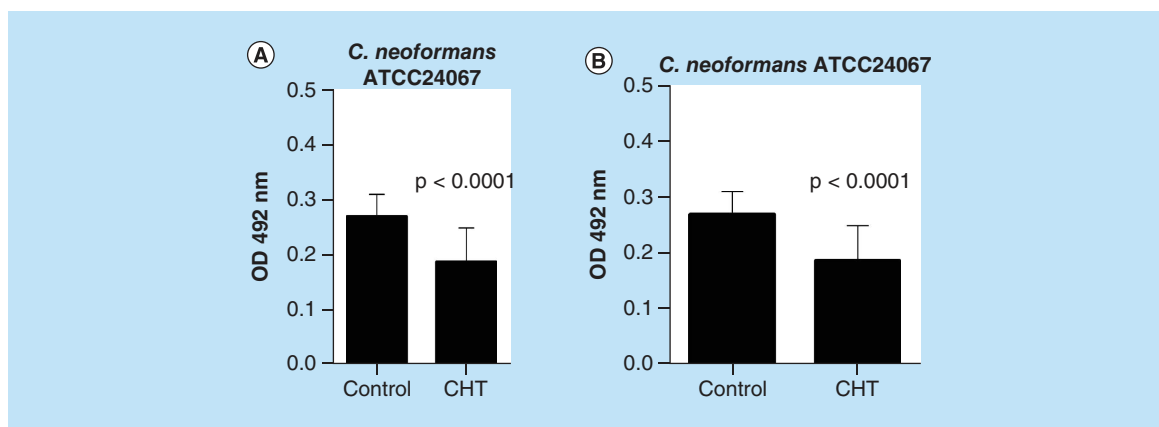 A
C. neoformans
ATCC24067
0.5
0.4
0.3
0.2
0.1
0.0
OD 492 nm
p < 0.0001
Control
CHT
B
C. neoformans ATCC24067
0.5
0.4
0.3
0.2
0.1
0.0
OD 492 nm
p < 0.0001
Control
CHT